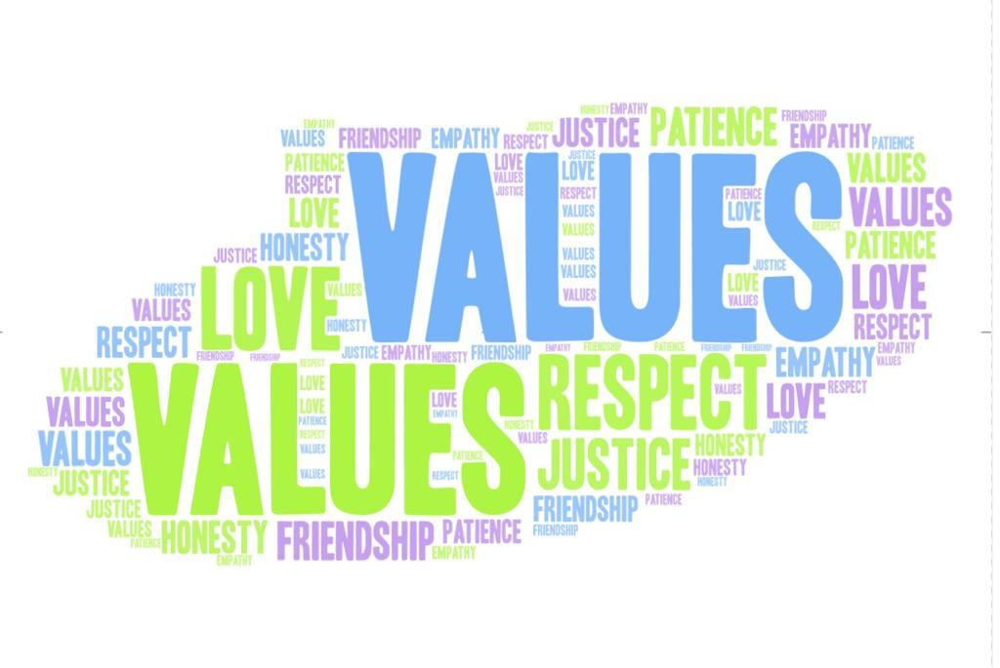 HONESTY EMPATHY
EMPATHY
VALUES FRIENDSHIP EMPATHY RESPECT JUSTICE JUSTICE PATIENCE FRIENDSHIP EMPATHY PATIENCE
PATIENCE
RESPECT
LOVE
HONESTY
JUSTICE
VALUES
LOVE
VALUES
JUSTICE
JUSTICE
LOVE
RESPECT
VALUES
VALUES
VALUES
VALUES
VALUES
PATIENCE
LOVE
RESPECT
JUSTICE
LOVE
VALUES
VALUES
VALUES
PATIENCE
LOVE
RESPECT
EMPATHY
VALUES
HONESTY
VALUES
RESPECT
LOVE
VALUES
HONESTY
FRIENDSHIP FRIENDSHIP
JUSTICE EMPATHY HONESTY FRIENDSHIP
EMPATHY FRIENDSHIP PATIENCE FRIENDSHIP FRIENDSHIP
VALUES
VALUES
VALUES
HONESTY
JUSTICE
JUSTICE
VALUES
PATIENCE
VALUES
RESPECT
LOVE
LOVE
PATIENCE
RESPECT
VALUES
VALUES
LOVE
EMPATHY
PATIENCE
RESPECT
HONESTY
VALUES
RESPECT
VALUES
EMPATHY
LOVE
RESPECT
JUSTICE
JUSTICE
HONESTY
HONESTY
HONESTY
PATIENCE
FRIENDSHIP
FRIENDSHIP
HONESTY FRIENDSHIP PATIENCE
EMPATHY EMPATHY